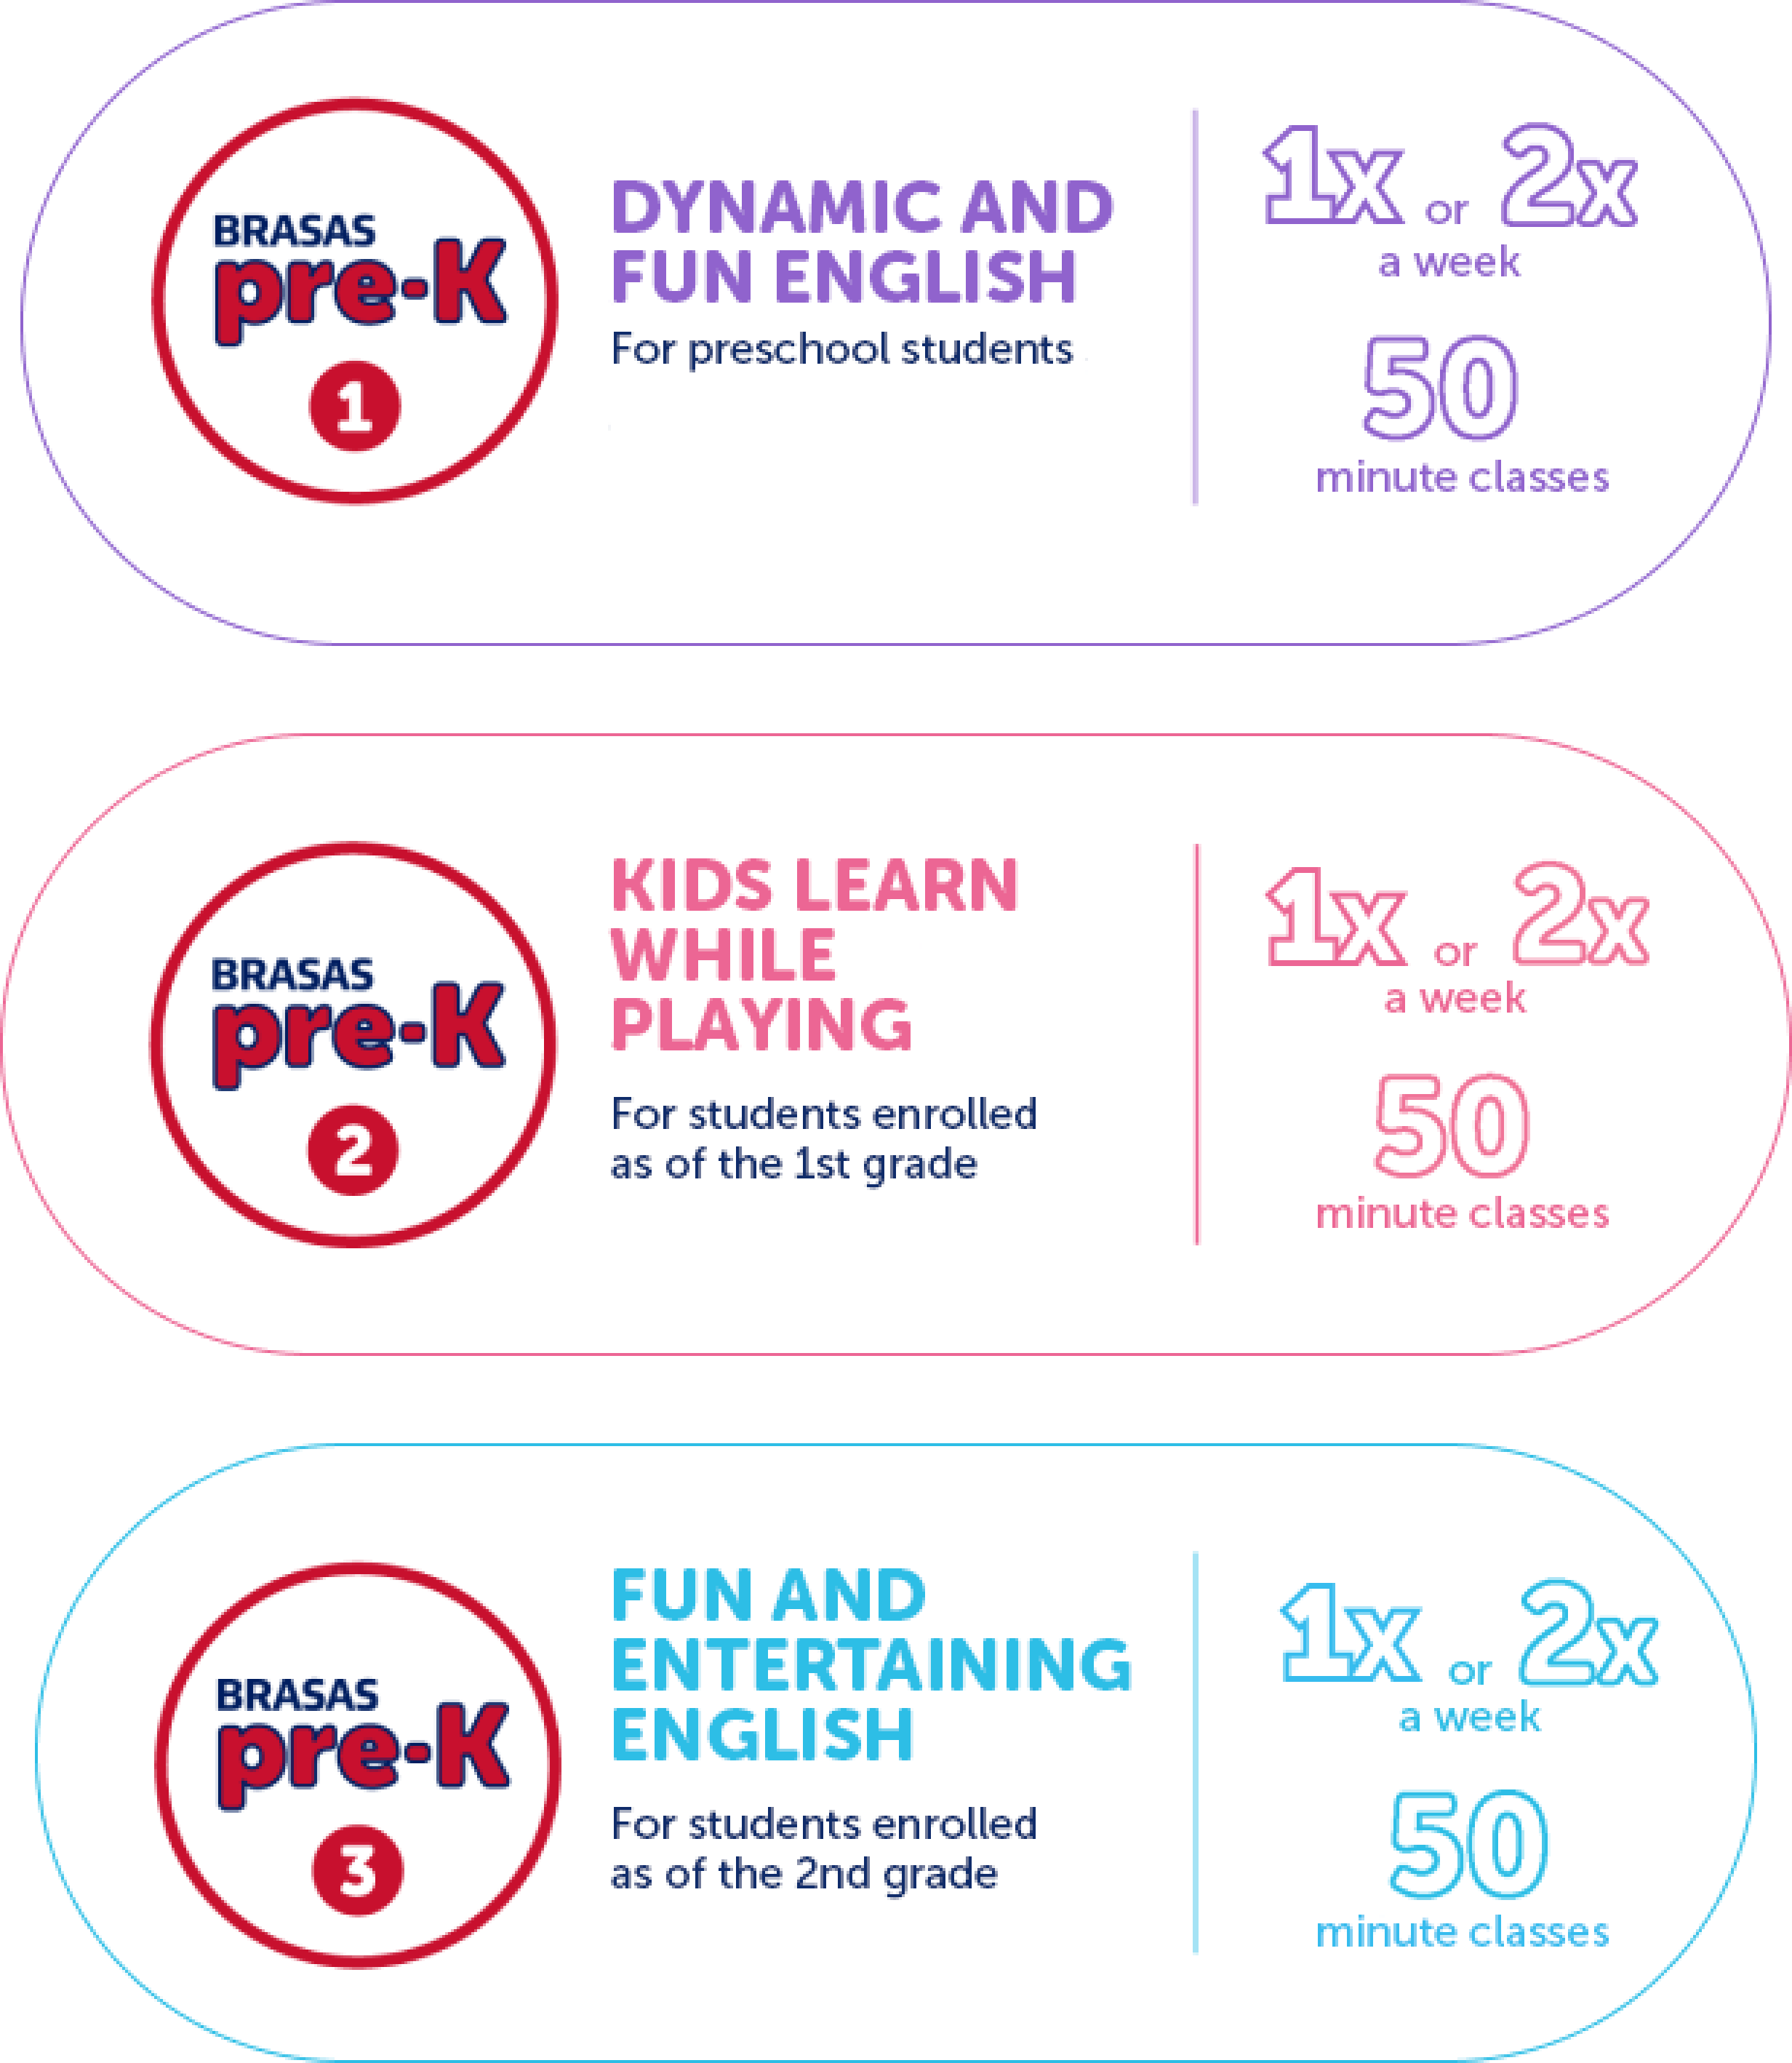 BRASAS
pre-K
1
DYNAMIC AND
FUN ENGLISH
For preschool students
1x or 2x
a week
50
minute classes
BRASAS
pre-K
2
KIDS LEARN
WHILE
PLAYING
For students enrolled
as of the 1st grade
1x or 2x
a week
50
minute classes
BRASAS
pre-K
3
FUN AND
ENTERTAINING
ENGLISH
For students enrolled
as of the 2nd grade
1x or 2x
a week
50
minute classes